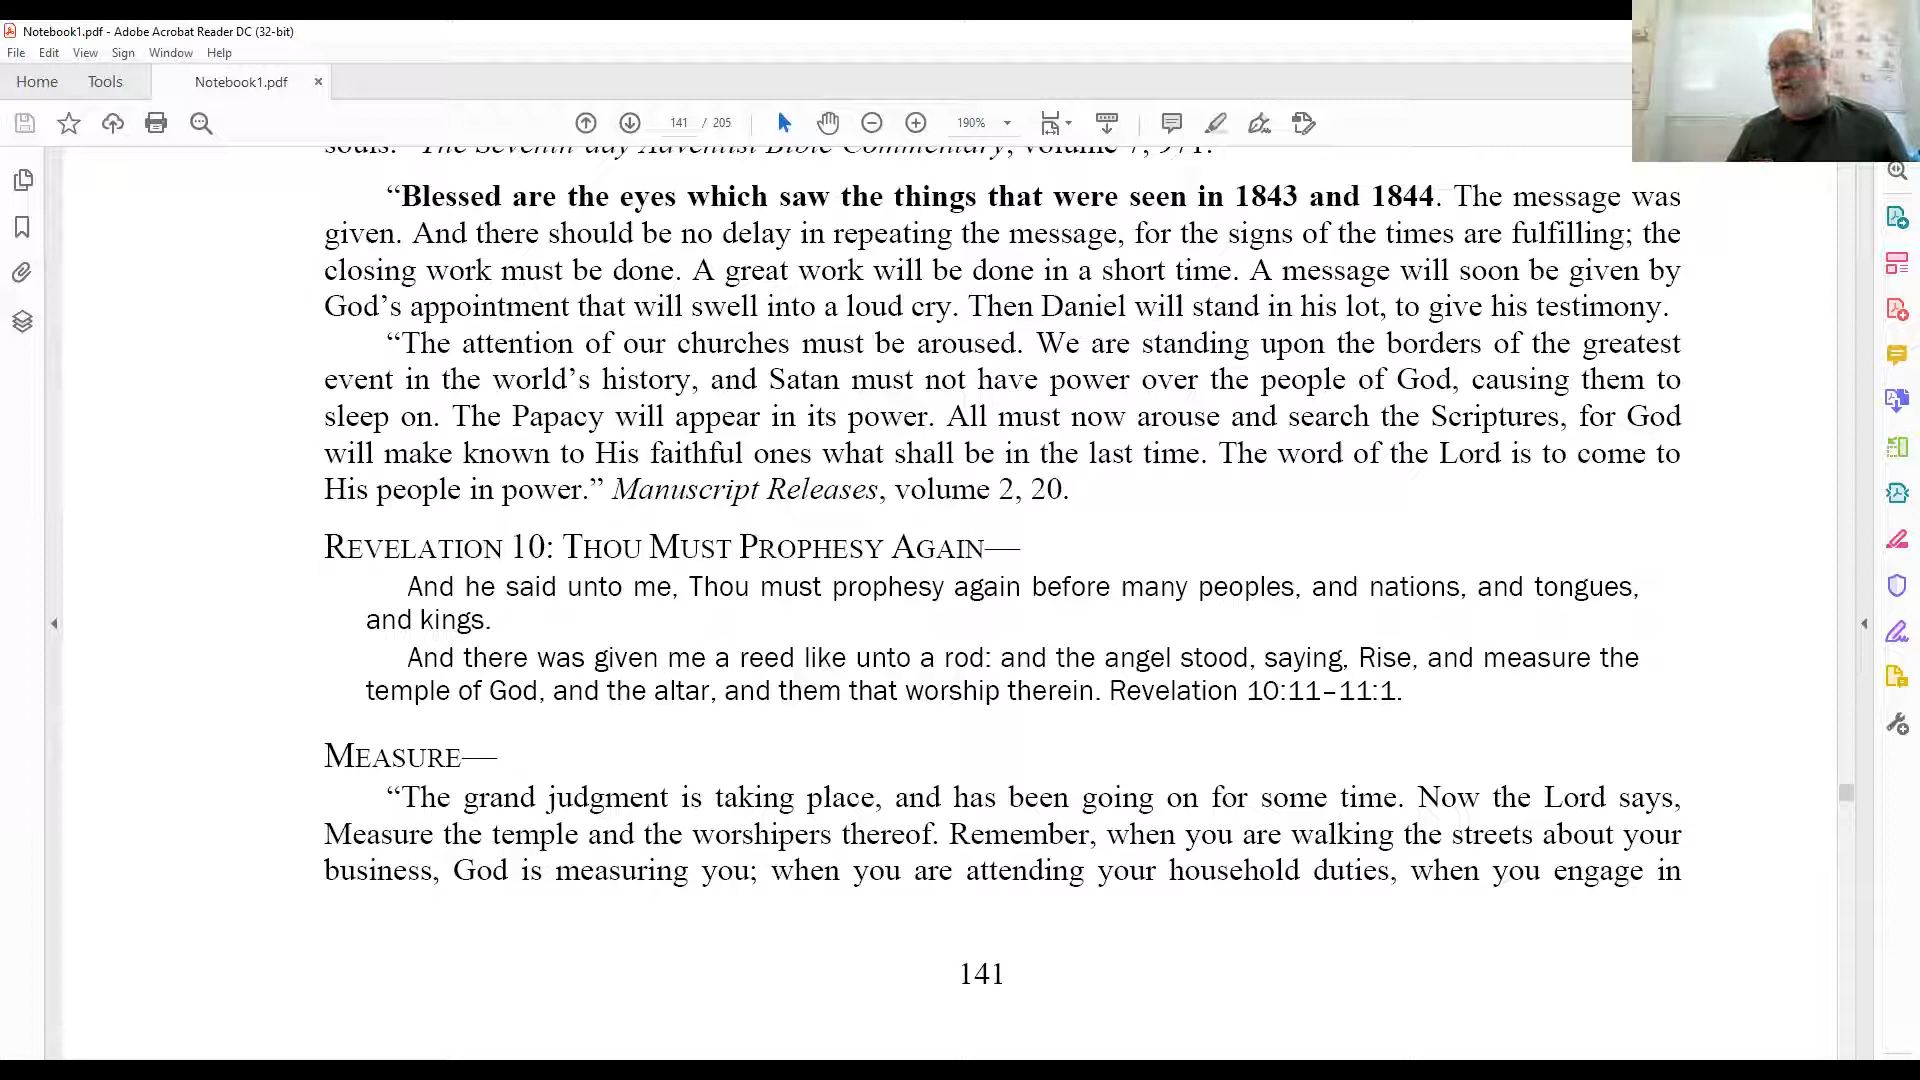 Notebook1.pdf - Adobe Acrobat Reader DC (32-bit)
File Edit View Sign Window Help
Home Tools Notebook1.pdf ×
141 / 205 190%
souls.” The Seventh-day Adventist Bible Commentary, volume 7, 971.
“Blessed are the eyes which saw the things that were seen in 1843 and 1844. The message was
given. And there should be no delay in repeating the message, for the signs of the times are fulfilling; the
closing work must be done. A great work will be done in a short time. A message will soon be given by
God’s appointment that will swell into a loud cry. Then Daniel will stand in his lot, to give his testimony.
“The attention of our churches must be aroused. We are standing upon the borders of the greatest
event in the world’s history, and Satan must not have power over the people of God, causing them to
sleep on. The Papacy will appear in its power. All must now arouse and search the Scriptures, for God
will make known to His faithful ones what shall be in the last time. The word of the Lord is to come to
His people in power.” Manuscript Releases, volume 2, 20.
REVELATION 10: THOU MUST PROPHESY AGAIN—
And he said unto me, Thou must prophesy again before many peoples, and nations, and tongues,
and kings.
And there was given me a reed like unto a rod: and the angel stood, saying, Rise, and measure the
temple of God, and the altar, and them that worship therein. Revelation 10:11–11:1.
MEASURE—
“The grand judgment is taking place, and has been going on for some time. Now the Lord says,
Measure the temple and the worshipers thereof. Remember, when you are walking the streets about your
business, God is measuring you; when you are attending your household duties, when you engage in
141